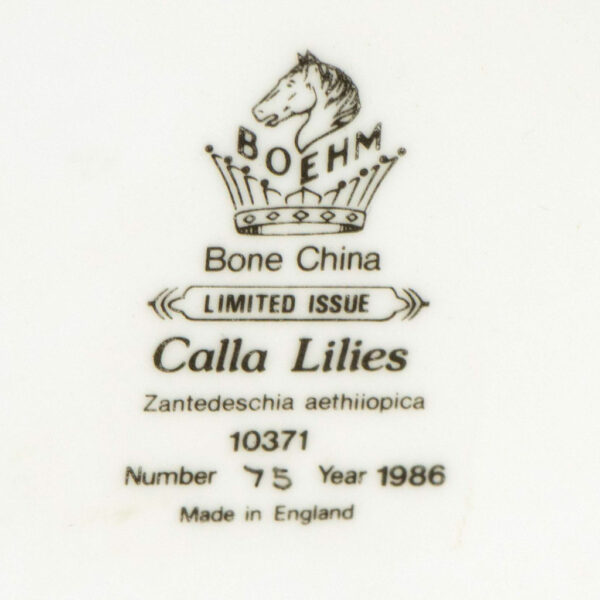 BOEHM
Bone China
LIMITED ISSUE
Calla Lilies
Zantedeschia aethiiopica
10371
Number 75 Year 1986
Made in England